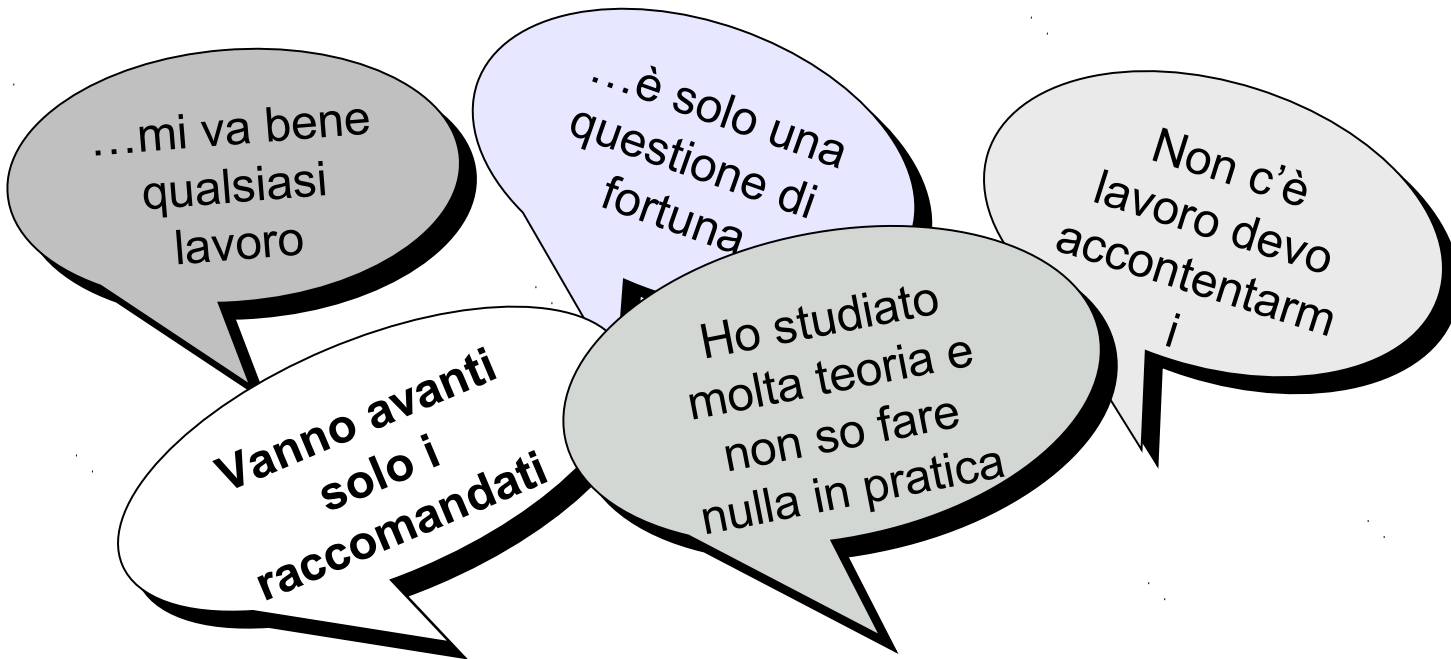 …mi va bene
qualsiasi
lavoro
…è solo una
questione di
fortuna
Non c’è
lavoro devo
accontentarm
i
Vanno avanti
solo i
raccomandati
Ho studiato
molta teoria e
non so fare
nulla in pratica